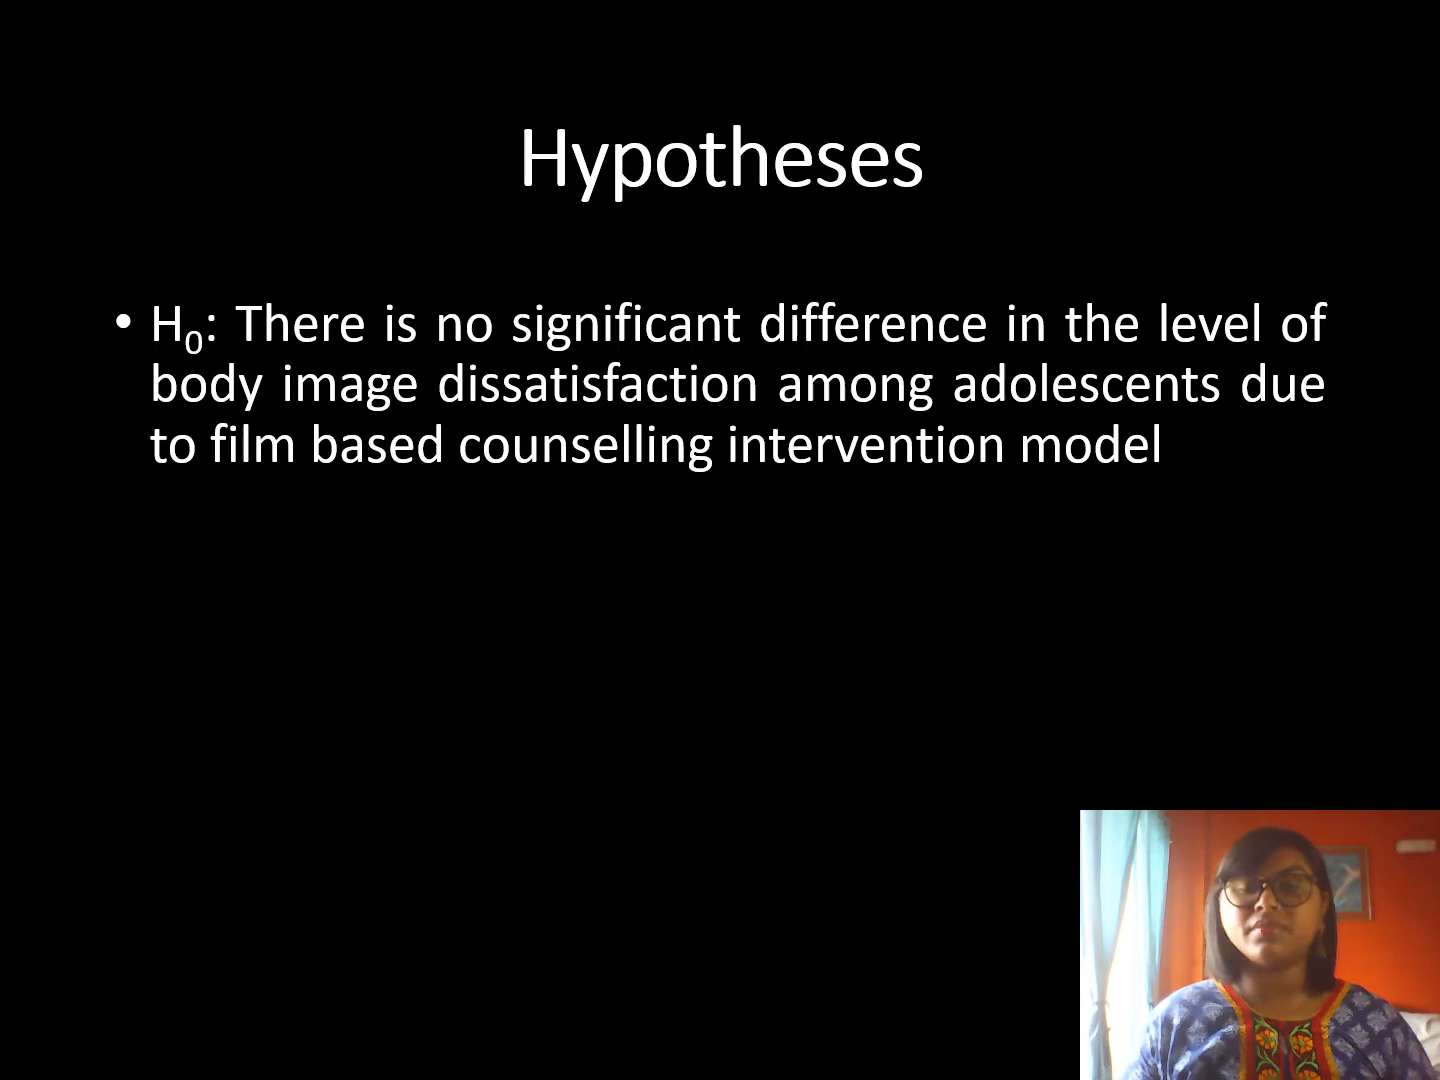 Hypotheses
• H₀: There is no significant difference in the level of
body image dissatisfaction among adolescents due
to film based counselling intervention model